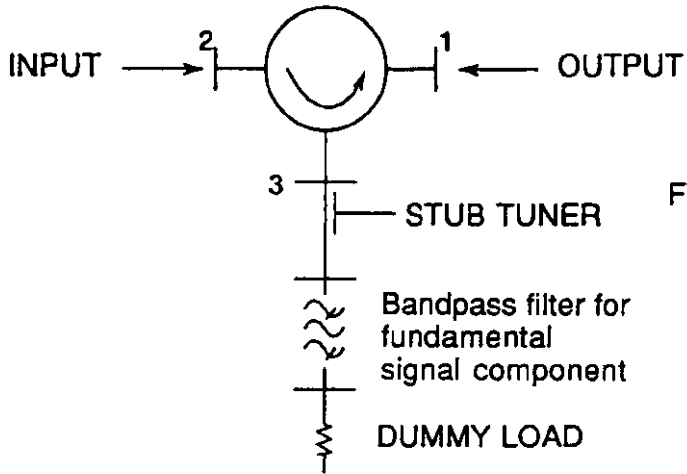 2
1
INPUT
OUTPUT
3
F
STUB TUNER
Bandpass filter for
fundamental
signal component
DUMMY LOAD